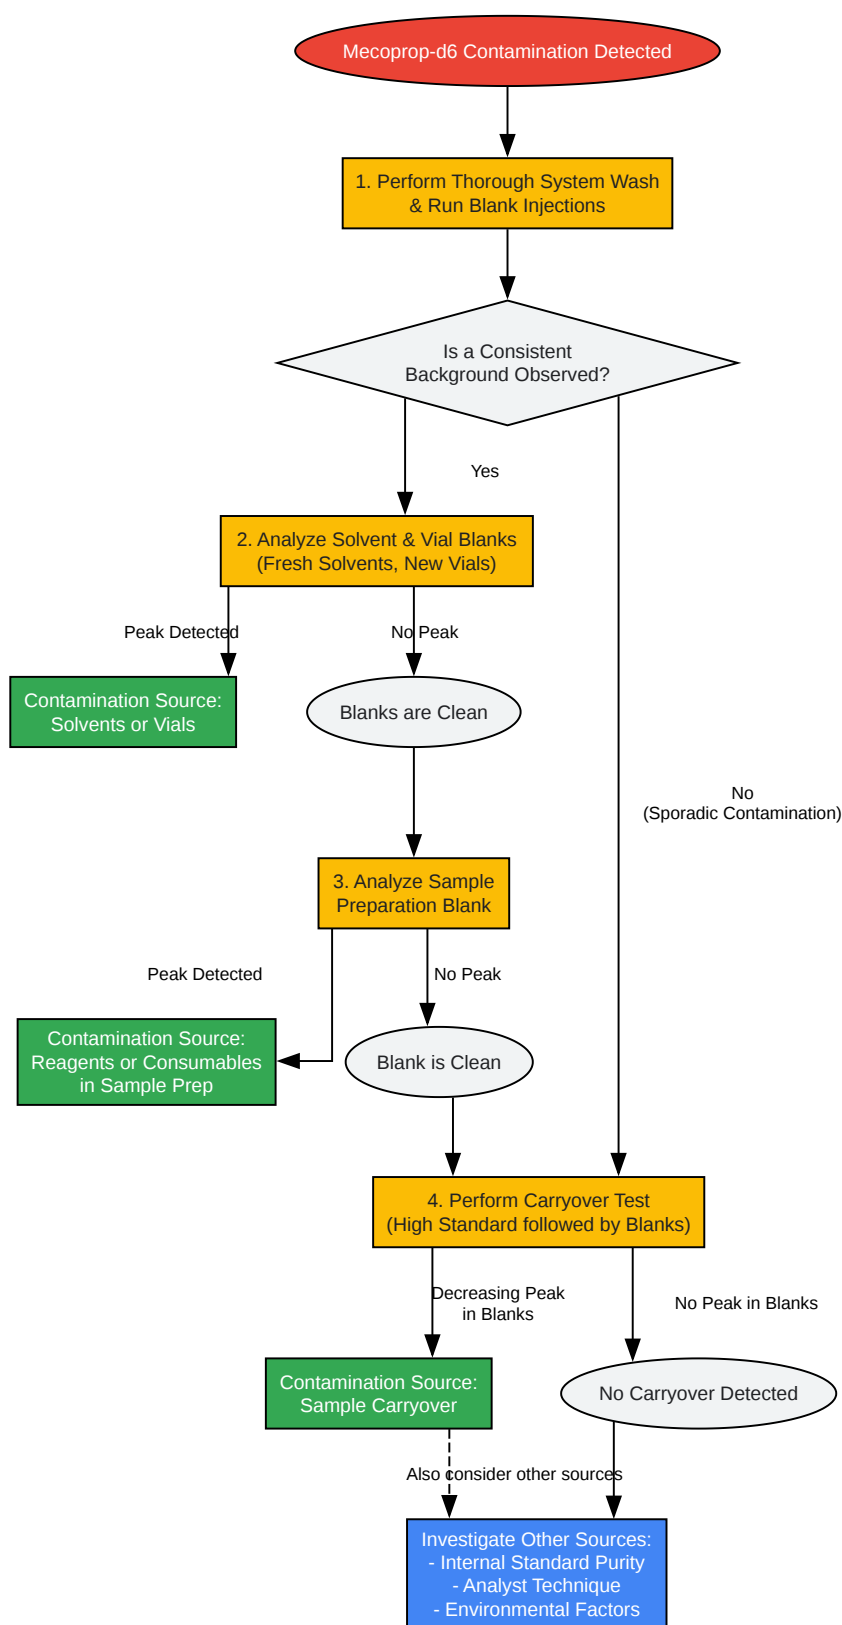 Mecoprop-d6 Contamination Detected
1. Perform Thorough System Wash
& Run Blank Injections
Is a Consistent
Background Observed?
Yes
2. Analyze Solvent & Vial Blanks
(Fresh Solvents, New Vials)
Peak Detected
No Peak
Contamination Source:
Solvents or Vials
Blanks are Clean
No
(Sporadic Contamination)
3. Analyze Sample
Preparation Blank
Peak Detected
No Peak
Contamination Source:
Reagents or Consumables
in Sample Prep
Blank is Clean
4. Perform Carryover Test
(High Standard followed by Blanks)
Decreasing Peak
in Blanks
No Peak in Blanks
Contamination Source:
Sample Carryover
No Carryover Detected
Also consider other sources
Investigate Other Sources:
- Internal Standard Purity
- Analyst Technique
- Environmental Factors